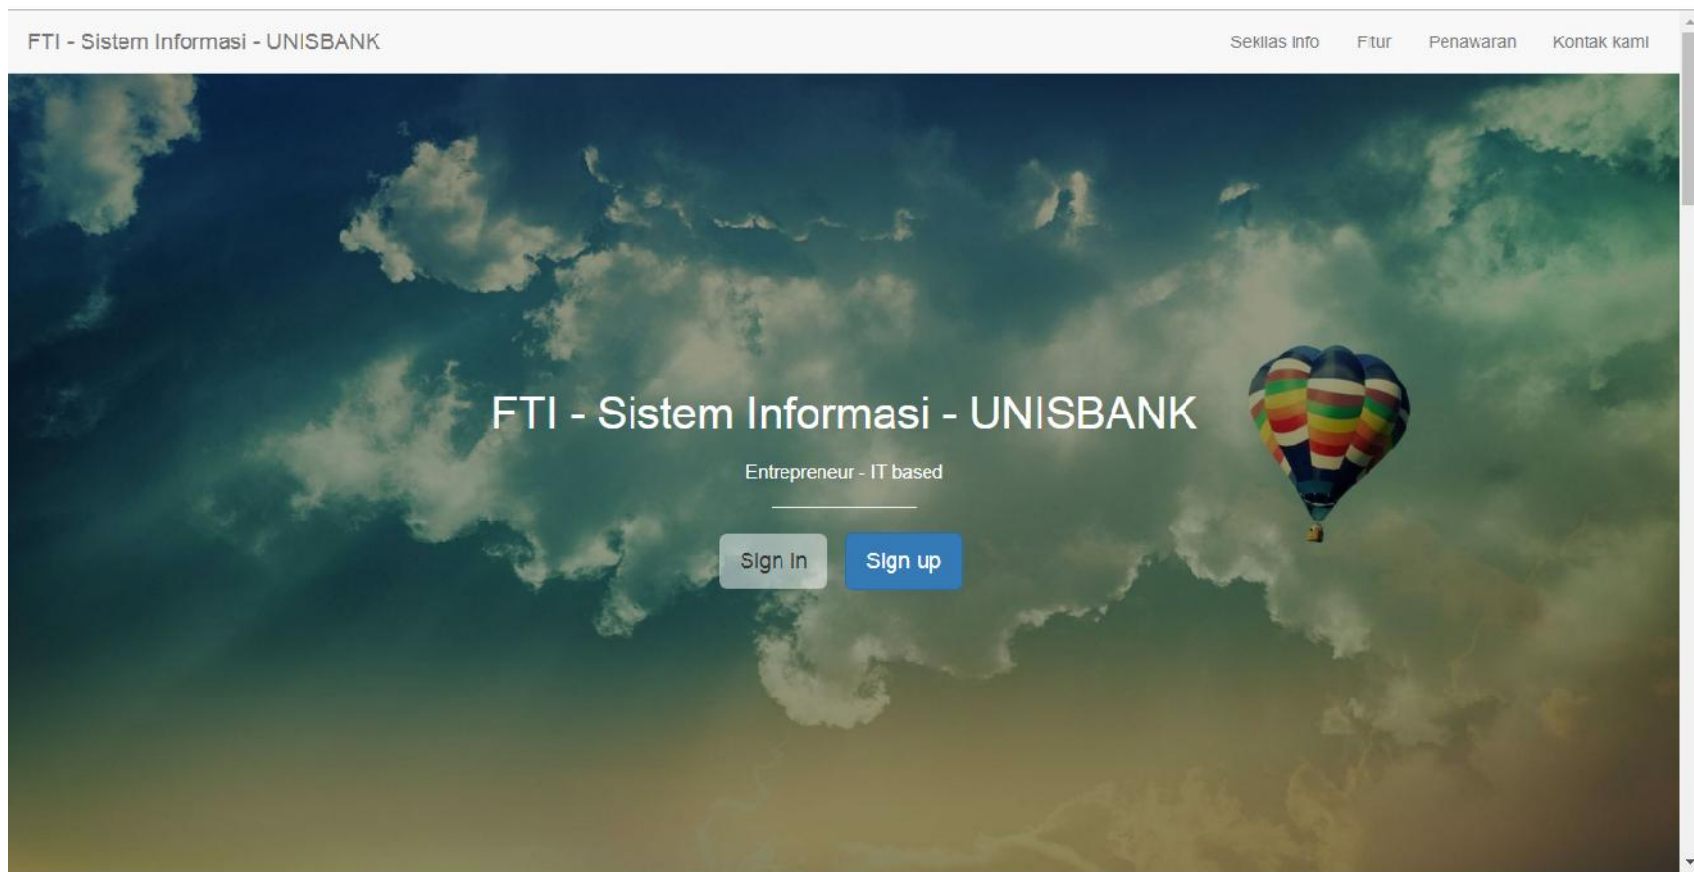 FTI - Sistem Informasi - UNISBANK
Sekilas info Fitur Penawaran Kontak kami
FTI - Sistem Informasi - UNISBANK
Entrepreneur - IT based
Sign in Sign up